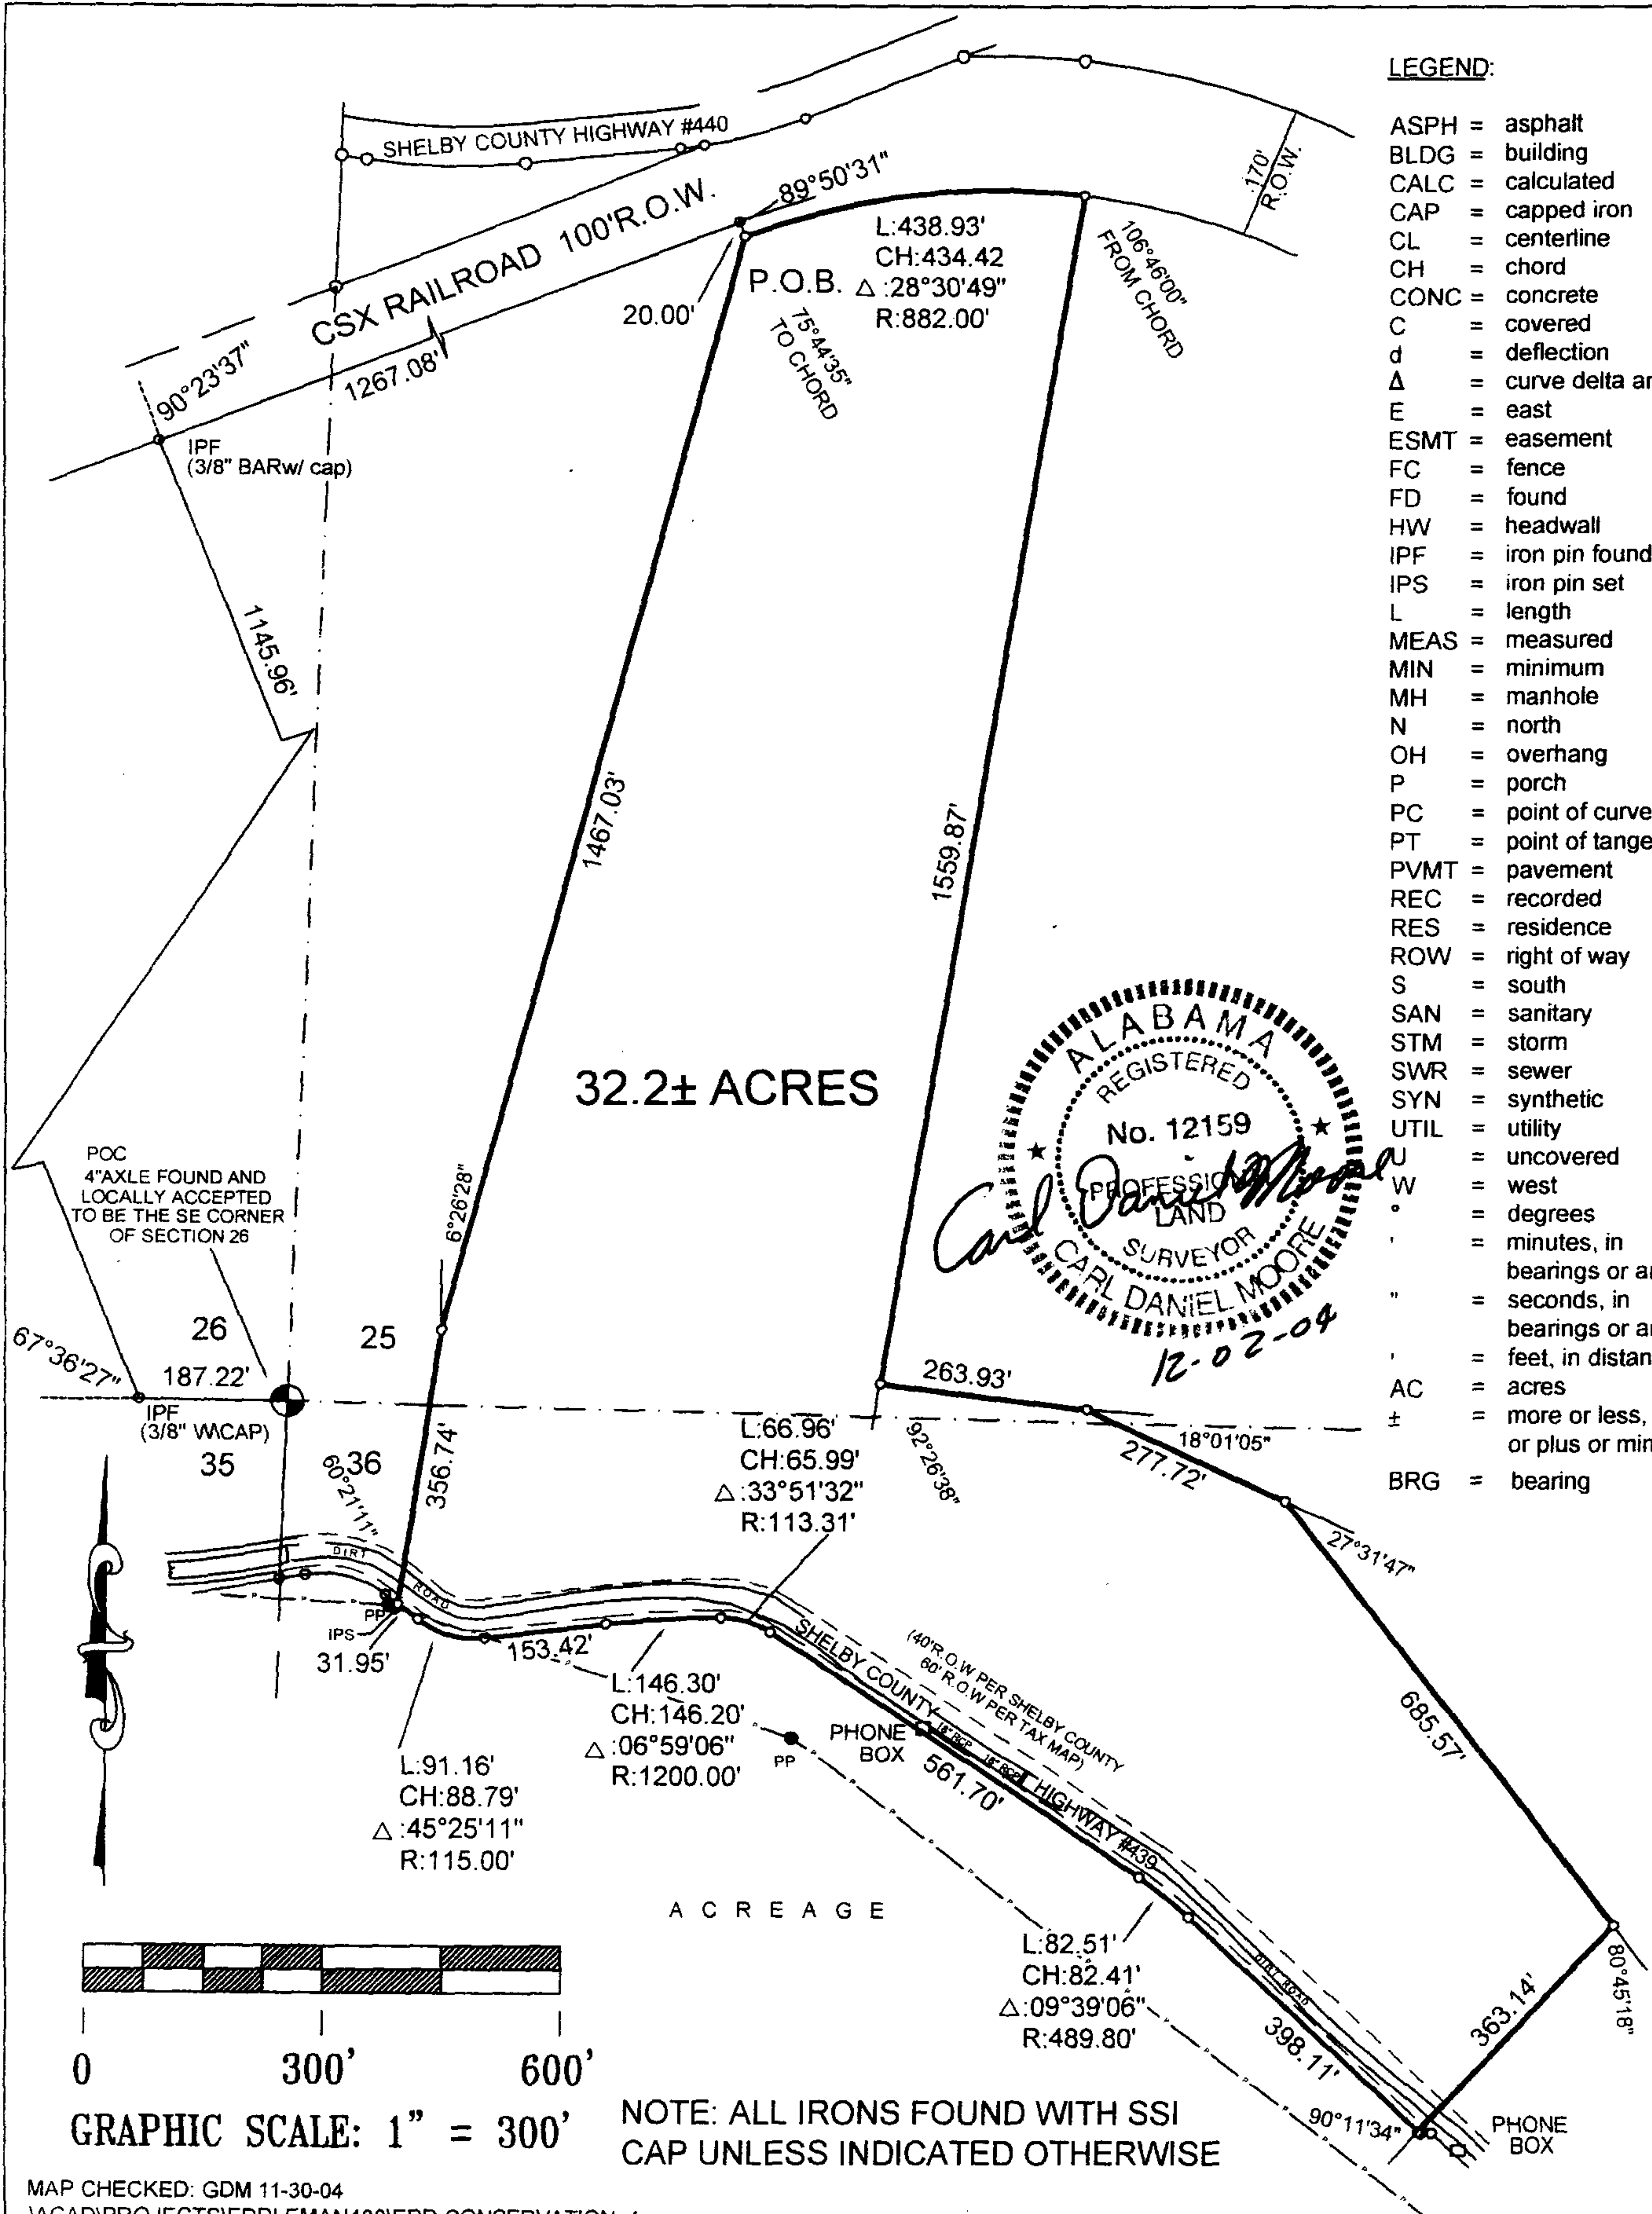 SHELBY COUNTY HIGHWAY #440
CSX RAILROAD 100'R.O.W.
89°50'31"
170'
R.O.W.
L:438.93'
CH:434.42
△:28°30'49"
R:882.00'
P.O.B.
20.00'
75°44'35"
TO CHORD
106°46'00"
FROM CHORD
90°23'37"
1267.08'
IPF
(3/8" BARw/ cap)
1145.96'
1467.03'
1559.87'
32.2± ACRES
6°26'28"
POC
4"AXLE FOUND AND
LOCALLY ACCEPTED
TO BE THE SE CORNER
OF SECTION 26
26
25
67°36'27"
187.22'
IPF
(3/8" W\CAP)
35
36
60°21'11"
356.74'
ALABAMA
REGISTERED
No. 12159
PROFESSIONAL
LAND
SURVEYOR
CARL DANIEL MOORE
Carl Daniel Moore
12-02-04
263.93'
18°01'05"
277.72'
92°26'38"
27°31'47"
685.57'
80°45'18"
363.14'
L:66.96'
CH:65.99'
△:33°51'32"
R:113.31'
DIRT
ROAD
PP
IPS
31.95'
153.42'
L:146.30'
CH:146.20'
△:06°59'06"
R:1200.00'
PP
L:91.16'
CH:88.79'
△:45°25'11"
R:115.00'
SHELBY COUNTY HIGHWAY #439
(40'R.O.W PER SHELBY COUNTY
60' R.O.W PER TAX MAP)
PHONE
BOX
18" RCP
18" RCP
561.70'
A C R E A G E
L:82.51'
CH:82.41'
△:09°39'06"
R:489.80'
DIRT ROAD
398.11'
90°11'34"
PHONE
BOX
0 300' 600'
GRAPHIC SCALE: 1" = 300'
NOTE: ALL IRONS FOUND WITH SSI
CAP UNLESS INDICATED OTHERWISE
MAP CHECKED: GDM 11-30-04
LEGEND:
ASPH = asphalt
BLDG = building
CALC = calculated
CAP = capped iron
CL = centerline
CH = chord
CONC = concrete
C = covered
d = deflection
Δ = curve delta
E = east
ESMT = easement
FC = fence
FD = found
HW = headwall
IPF = iron pin found
IPS = iron pin set
L = length
MEAS = measured
MIN = minimum
MH = manhole
N = north
OH = overhang
P = porch
PC = point of curve
PT = point of
PVMT = pavement
REC = recorded
RES = residence
ROW = right of way
S = south
SAN = sanitary
STM = storm
SWR = sewer
SYN = synthetic
UTIL = utility
U = uncovered
W = west
° = degrees
' = minutes, in
bearings or
" = seconds, in
bearings or
' = feet, in
AC = acres
± = more or less,
or plus or
BRG = bearing